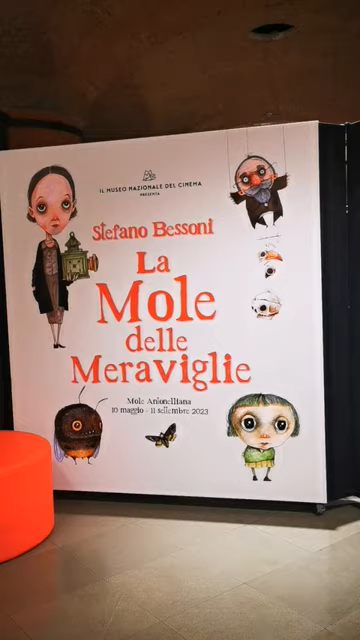 IL MUSEO NAZIONALE DEL CINEMA
PRESENTA
Stefano Bessoni
La
Mole
delle
Meraviglie
Mole Antonelliana
10 maggio - 11 settembre 2023